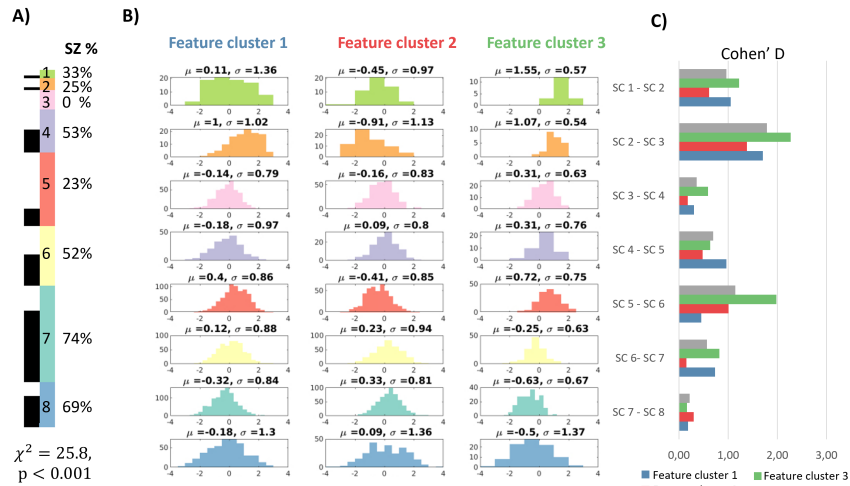 A)
SZ %
1 33%
2 25%
3 0 %
4 53%
5 23%
6 52%
7 74%
8 69%
χ² = 25.8,
p < 0.001
B)
Feature cluster 1 Feature cluster 2 Feature cluster 3
μ =0.11, σ =1.36 μ =-0.45, σ =0.97 μ =1.55, σ =0.57
μ =1, σ =1.02 μ =-0.91, σ =1.13 μ =1.07, σ =0.54
μ =-0.14, σ =0.79 μ =-0.16, σ =0.83 μ =0.31, σ =0.63
μ =-0.18, σ =0.97 μ =0.09, σ =0.8 μ =0.31, σ =0.76
μ =0.4, σ =0.86 μ =-0.41, σ =0.85 μ =0.72, σ =0.75
μ =0.12, σ =0.88 μ =0.23, σ =0.94 μ =-0.25, σ =0.63
μ =-0.32, σ =0.84 μ =0.33, σ =0.81 μ =-0.63, σ =0.67
μ =-0.18, σ =1.3 μ =0.09, σ =1.36 μ =-0.5, σ =1.37
C)
Cohen' D
SC 1 - SC 2
SC 2 - SC 3
SC 3 - SC 4
SC 4 - SC 5
SC 5 - SC 6
SC 6- SC 7
SC 7 - SC 8
0,00 1,00 2,00 3,00
Feature cluster 1 Feature cluster 3